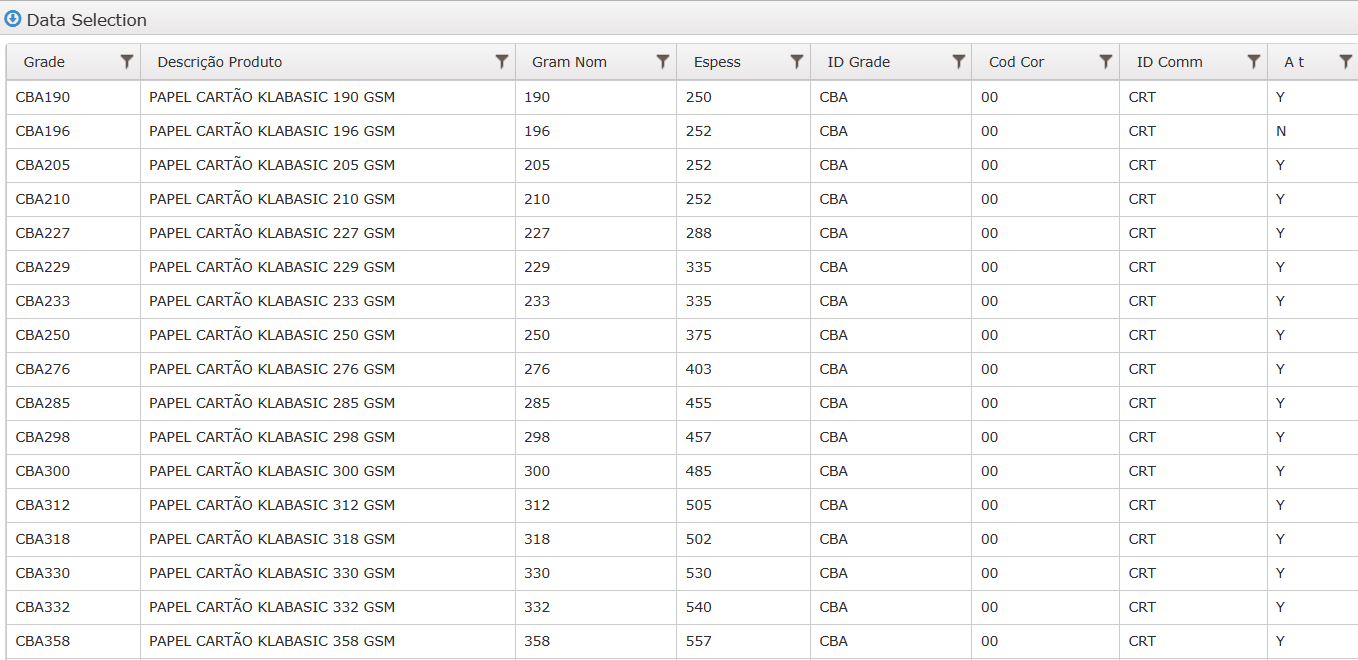 Data Selection
Grade Descrição Produto Gram Nom Espess ID Grade Cod Cor ID Comm A t
CBA190 PAPEL CARTÃO KLABASIC 190 GSM 190 250 CBA 00 CRT Y
CBA196 PAPEL CARTÃO KLABASIC 196 GSM 196 252 CBA 00 CRT N
CBA205 PAPEL CARTÃO KLABASIC 205 GSM 205 252 CBA 00 CRT Y
CBA210 PAPEL CARTÃO KLABASIC 210 GSM 210 252 CBA 00 CRT Y
CBA227 PAPEL CARTÃO KLABASIC 227 GSM 227 288 CBA 00 CRT Y
CBA229 PAPEL CARTÃO KLABASIC 229 GSM 229 335 CBA 00 CRT Y
CBA233 PAPEL CARTÃO KLABASIC 233 GSM 233 335 CBA 00 CRT Y
CBA250 PAPEL CARTÃO KLABASIC 250 GSM 250 375 CBA 00 CRT Y
CBA276 PAPEL CARTÃO KLABASIC 276 GSM 276 403 CBA 00 CRT Y
CBA285 PAPEL CARTÃO KLABASIC 285 GSM 285 455 CBA 00 CRT Y
CBA298 PAPEL CARTÃO KLABASIC 298 GSM 298 457 CBA 00 CRT Y
CBA300 PAPEL CARTÃO KLABASIC 300 GSM 300 485 CBA 00 CRT Y
CBA312 PAPEL CARTÃO KLABASIC 312 GSM 312 505 CBA 00 CRT Y
CBA318 PAPEL CARTÃO KLABASIC 318 GSM 318 502 CBA 00 CRT Y
CBA330 PAPEL CARTÃO KLABASIC 330 GSM 330 530 CBA 00 CRT Y
CBA332 PAPEL CARTÃO KLABASIC 332 GSM 332 540 CBA 00 CRT Y
CBA358 PAPEL CARTÃO KLABASIC 358 GSM 358 557 CBA 00 CRT Y